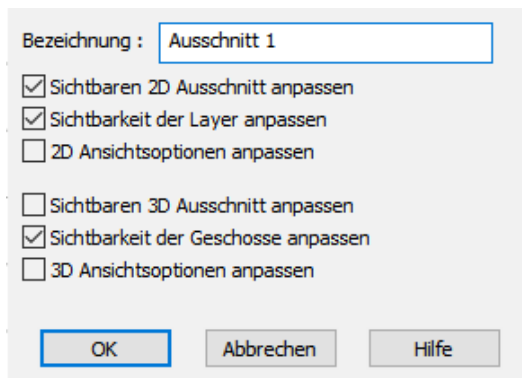 Bezeichnung : Ausschnitt 1
Sichtbaren 2D Ausschnitt anpassen
Sichtbarkeit der Layer anpassen
2D Ansichtsoptionen anpassen
Sichtbaren 3D Ausschnitt anpassen
Sichtbarkeit der Geschosse anpassen
3D Ansichtsoptionen anpassen
OK Abbrechen Hilfe